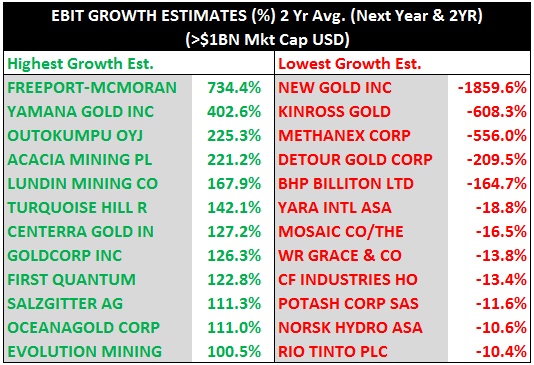 EBIT GROWTH ESTIMATES (%) 2 Yr Avg. (Next Year & 2YR)
(>$1BN Mkt Cap USD)
Highest Growth Est. Lowest Growth Est.
FREEPORT-MCMORAN 734.4% NEW GOLD INC -1859.6%
YAMANA GOLD INC 402.6% KINROSS GOLD -608.3%
OUTOKUMPU OYJ 225.3% METHANEX CORP -556.0%
ACACIA MINING PL 221.2% DETOUR GOLD CORP -209.5%
LUNDIN MINING CO 167.9% BHP BILLITON LTD -164.7%
TURQUOISE HILL R 142.1% YARA INTL ASA -18.8%
CENTERRA GOLD IN 127.2% MOSAIC CO/THE -16.5%
GOLDCORP INC 126.3% WR GRACE & CO -13.8%
FIRST QUANTUM 122.8% CF INDUSTRIES HO -13.4%
SALZGITTER AG 111.3% POTASH CORP SAS -11.6%
OCEANAGOLD CORP 111.0% NORSK HYDRO ASA -10.6%
EVOLUTION MINING 100.5% RIO TINTO PLC -10.4%